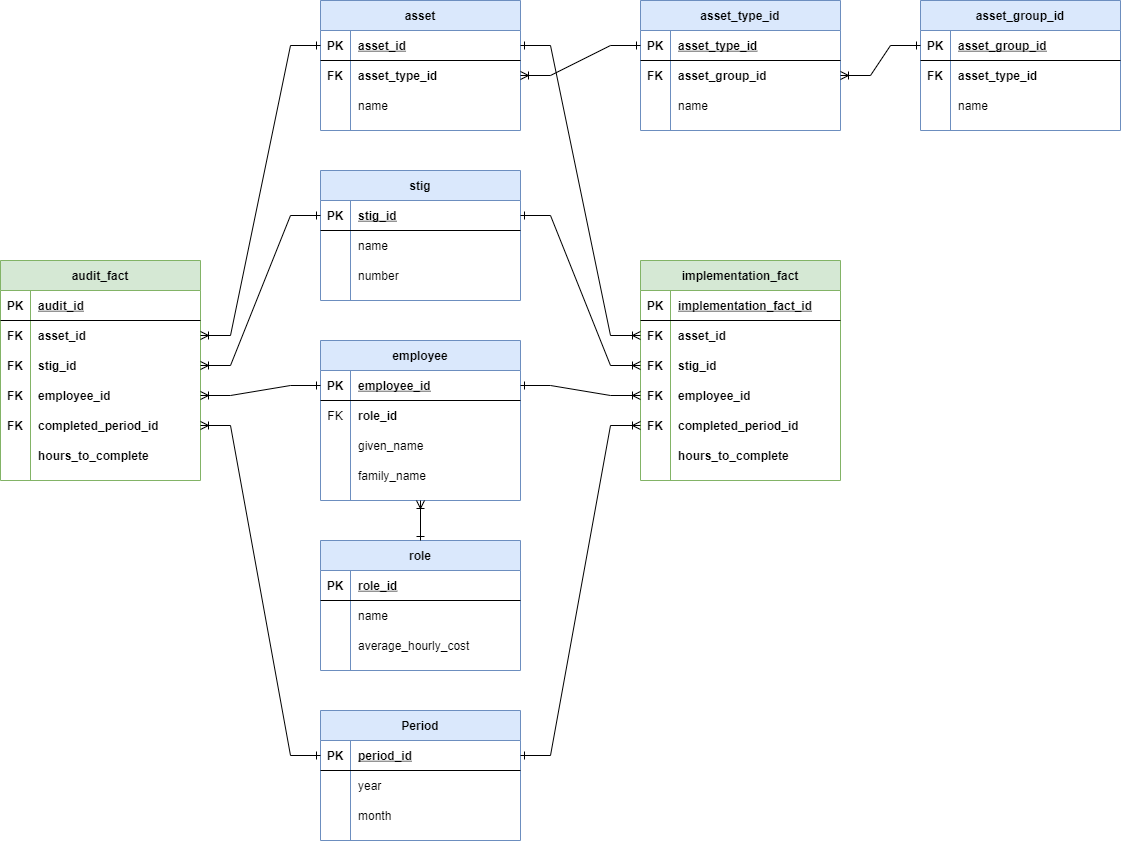 asset
PK asset_id
FK asset_type_id
name
asset_type_id
PK asset_type_id
FK asset_group_id
name
asset_group_id
PK asset_group_id
FK asset_type_id
name
stig
PK stig_id
name
number
audit_fact
PK audit_id
FK asset_id
FK stig_id
FK employee_id
FK completed_period_id
hours_to_complete
employee
PK employee_id
FK role_id
given_name
family_name
implementation_fact
PK implementation_fact_id
FK asset_id
FK stig_id
FK employee_id
FK completed_period_id
hours_to_complete
role
PK role_id
name
average_hourly_cost
Period
PK period_id
year
month